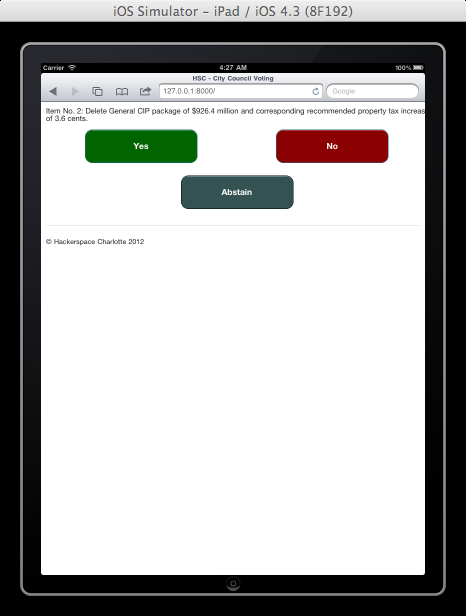 iOS Simulator - iPad / iOS 4.3 (8F192)
Carrier 4:27 AM 100%
HSC - City Council Voting
127.0.0.1:8000/ Google
Item No. 2: Delete General CIP package of $926.4 million and corresponding recommended property tax increas
of 3.6 cents.
Yes No
Abstain
© Hackerspace Charlotte 2012